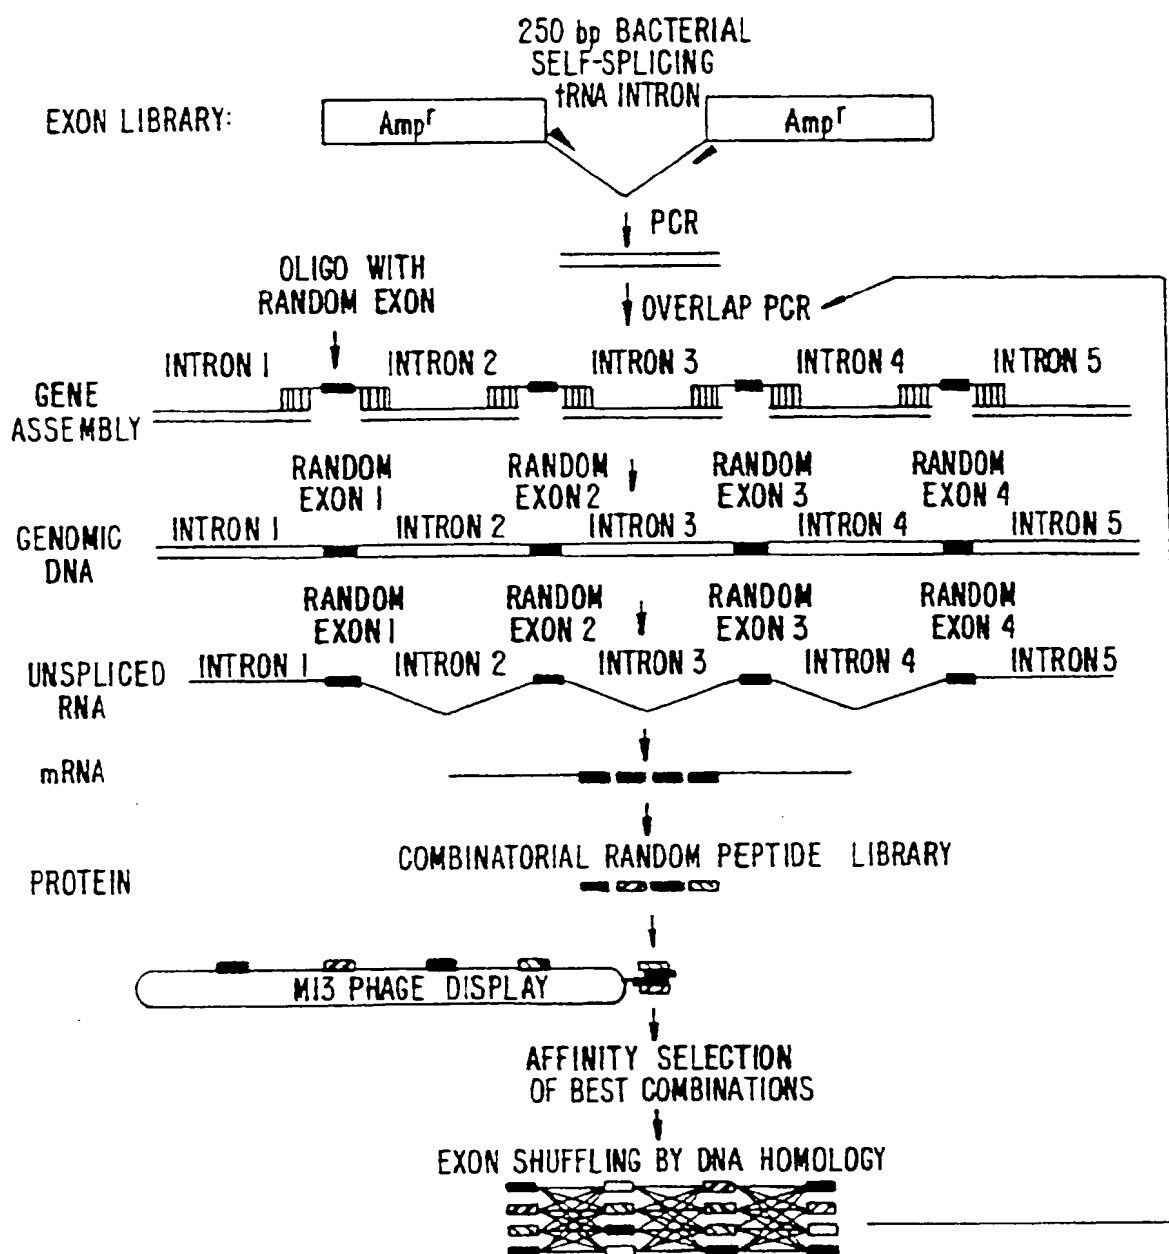 250 bp BACTERIAL
SELF-SPLICING
tRNA INTRON
EXON LIBRARY:
Ampr
Ampr
PCR
OLIGO WITH
RANDOM EXON
OVERLAP PCR
INTRON 1 INTRON 2 INTRON 3 INTRON 4 INTRON 5
GENE
ASSEMBLY
RANDOM
EXON 1
RANDOM
EXON 2
RANDOM
EXON 3
RANDOM
EXON 4
INTRON 1 INTRON 2 INTRON 3 INTRON 4 INTRON 5
GENOMIC
DNA
RANDOM
EXON 1
RANDOM
EXON 2
RANDOM
EXON 3
RANDOM
EXON 4
INTRON 1 INTRON 2 INTRON 3 INTRON 4 INTRON 5
UNSPLICED
RNA
mRNA
COMBINATORIAL RANDOM PEPTIDE LIBRARY
PROTEIN
M13 PHAGE DISPLAY
AFFINITY SELECTION
OF BEST COMBINATIONS
EXON SHUFFLING BY DNA HOMOLOGY